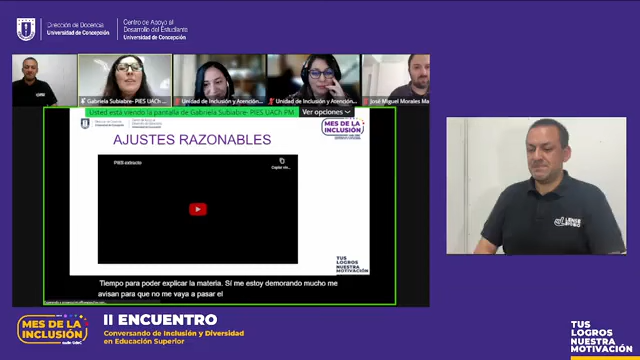 Dirección de Docencia
Universidad de Concepción
Centro de Apoyo al
Desarrollo del Estudiante
Universidad de Concepción
Gabriela Subiabre- PIES UACh
Unidad de Inclusión y Atención...
Unidad de Inclusión y Atención...
José Miguel Morales Ma
Usted está viendo la pantalla de Gabriela Subiabre- PIES UACh PM
Ver opciones
MES DE LA
INCLUSIÓN
AJUSTES RAZONABLES
PIES extracto
TUS
LOGROS
NUESTRA
MOTIVACIÓN
Tiempo para poder explicar la materia. Sí me estoy demorando mucho me
avisan para que no me vaya a pasar el
MES DE LA
INCLUSIÓN
II ENCUENTRO
Conversando de Inclusión y Diversidad
en Educación Superior
TUS
LOGROS
NUESTRA
MOTIVACIÓN